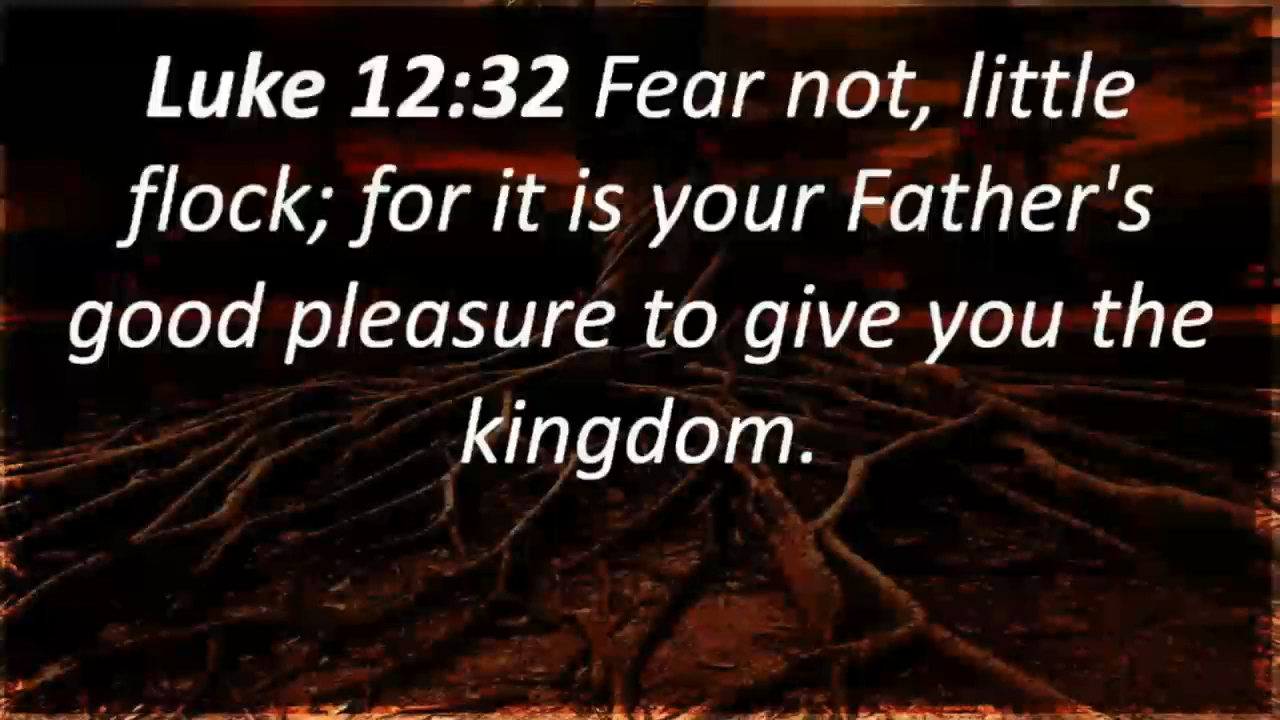 Luke 12:32 Fear not, little
flock; for it is your Father's
good pleasure to give you the
kingdom.